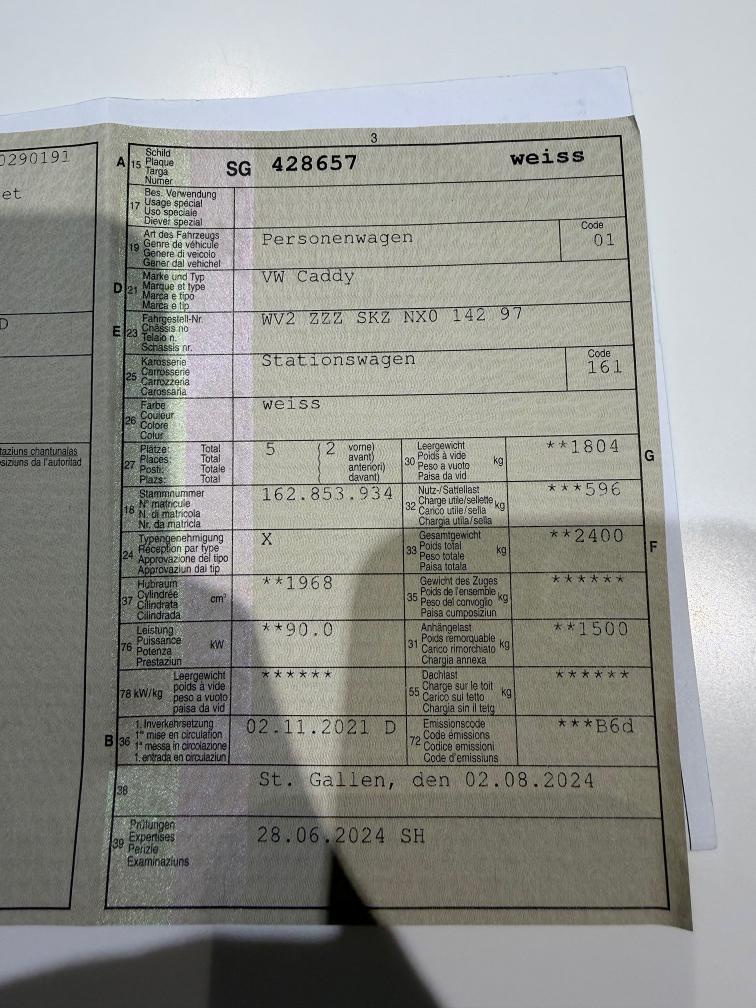 0290191
et
D
taziuns chantunalas
osiziuns da l'autoritad
3
A 15 Schild
Plaque
Targa
Numer
SG 428657 weiss
17 Bes. Verwendung
Usage spécial
Uso speciale
Diever spezial
19 Art des Fahrzeugs
Genre de véhicule
Genere di veicolo
Gener dal vehichel
Personenwagen
Code
01
D 21 Marke und Typ
Marque et type
Marca e tipo
Marca e tip
VW Caddy
E 23 Fahrgestell-Nr.
Châssis no
Telaio n.
Schassis nr.
WV2 ZZZ SKZ NX0 142 97
25 Karosserie
Carrosserie
Carrozzeria
Carossaria
Stationswagen
Code
161
26 Farbe
Couleur
Colore
Colur
weiss
27 Plätze: Total
Places: Total
Posti: Totale
Plazs: Total
5 (2 vorne)
avant)
anteriori)
davant)
30 Leergewicht
Poids à vide
Peso a vuoto
Paisa da vid
kg
**1804
G
18 Stammnummer
N° matricule
N. di matricola
Nr. da matricla
162.853.934
32 Nutz-/Sattellast
Charge utile/sellette
Carico utile/sella
Chargia utila/sella
kg
***596
24 Typengenehmigung
Réception par type
Approvazione del tipo
Approvaziun dal tip
X
33 Gesamtgewicht
Poids total
Peso totale
Paisa totala
kg
**2400
F
37 Hubraum
Cylindrée
Cilindrata
Cilindrada
cm³
**1968
35 Gewicht des Zuges
Poids de l'ensemble
Peso del convoglio
Paisa cumposiziun
kg
******
76 Leistung
Puissance
Potenza
Prestaziun
kW
**90.0
31 Anhängelast
Poids remorquable
Carico rimorchiato
Chargia annexa
kg
**1500
78 kW/kg Leergewicht
poids à vide
peso a vuoto
paisa da vid
******
55 Dachlast
Charge sur le toit
Carico sul tetto
Chargia sin il tetg
kg
******
B 36 1. Inverkehrsetzung
1re mise en circulation
1a messa in circolazione
1. entrada en circulaziun
02.11.2021 D
72 Emissionscode
Code émissions
Codice emissioni
Code d'emissiuns
***B6d
38
St. Gallen, den 02.08.2024
39 Prüfungen
Expertises
Perizie
Examinaziuns
28.06.2024 SH